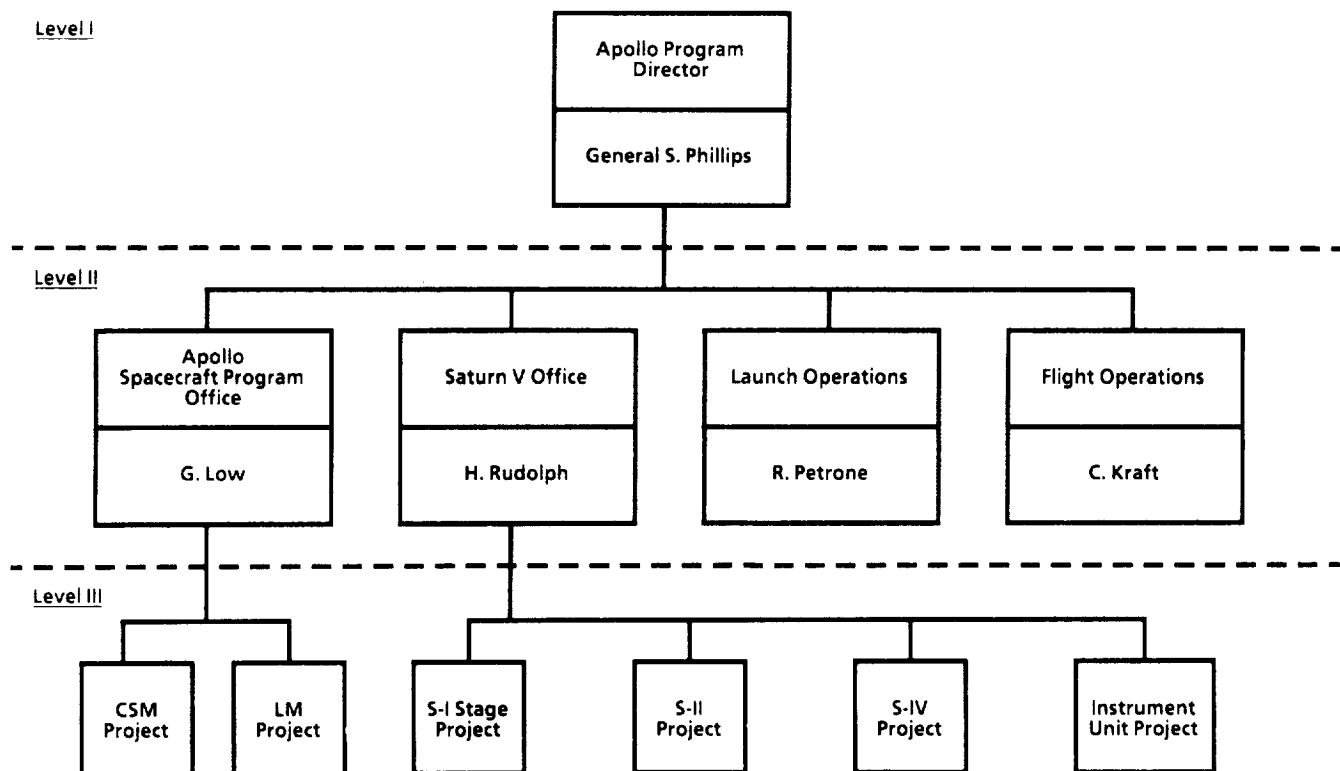 Level I
Apollo Program
Director
General S. Phillips
Level II
Apollo
Spacecraft Program
Office
G. Low
Saturn V Office
H. Rudolph
Launch Operations
R. Petrone
Flight Operations
C. Kraft
Level III
CSM
Project
LM
Project
S-I Stage
Project
S-II
Project
S-IV
Project
Instrument
Unit Project